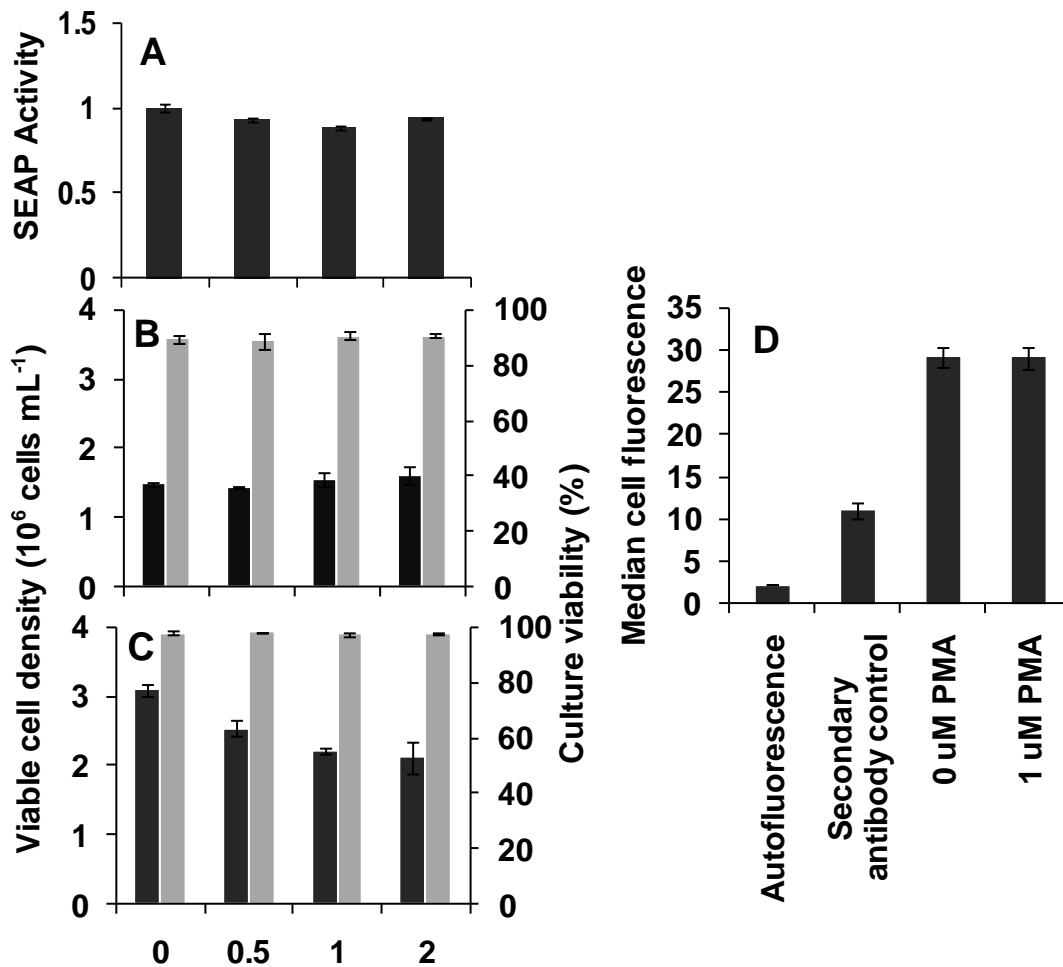 A
SEAP Activity
1.5
1
0.5
0
B
4
3
2
1
0
100
80
60
40
20
0
Viable cell density (10⁶ cells mL⁻¹)
Culture viability (%)
C
4
3
2
1
0
100
80
60
40
20
0
0 0.5 1 2
D
Median cell fluorescence
35
30
25
20
15
10
5
0
Autofluorescence
Secondary
antibody control
0 uM PMA
1 uM PMA